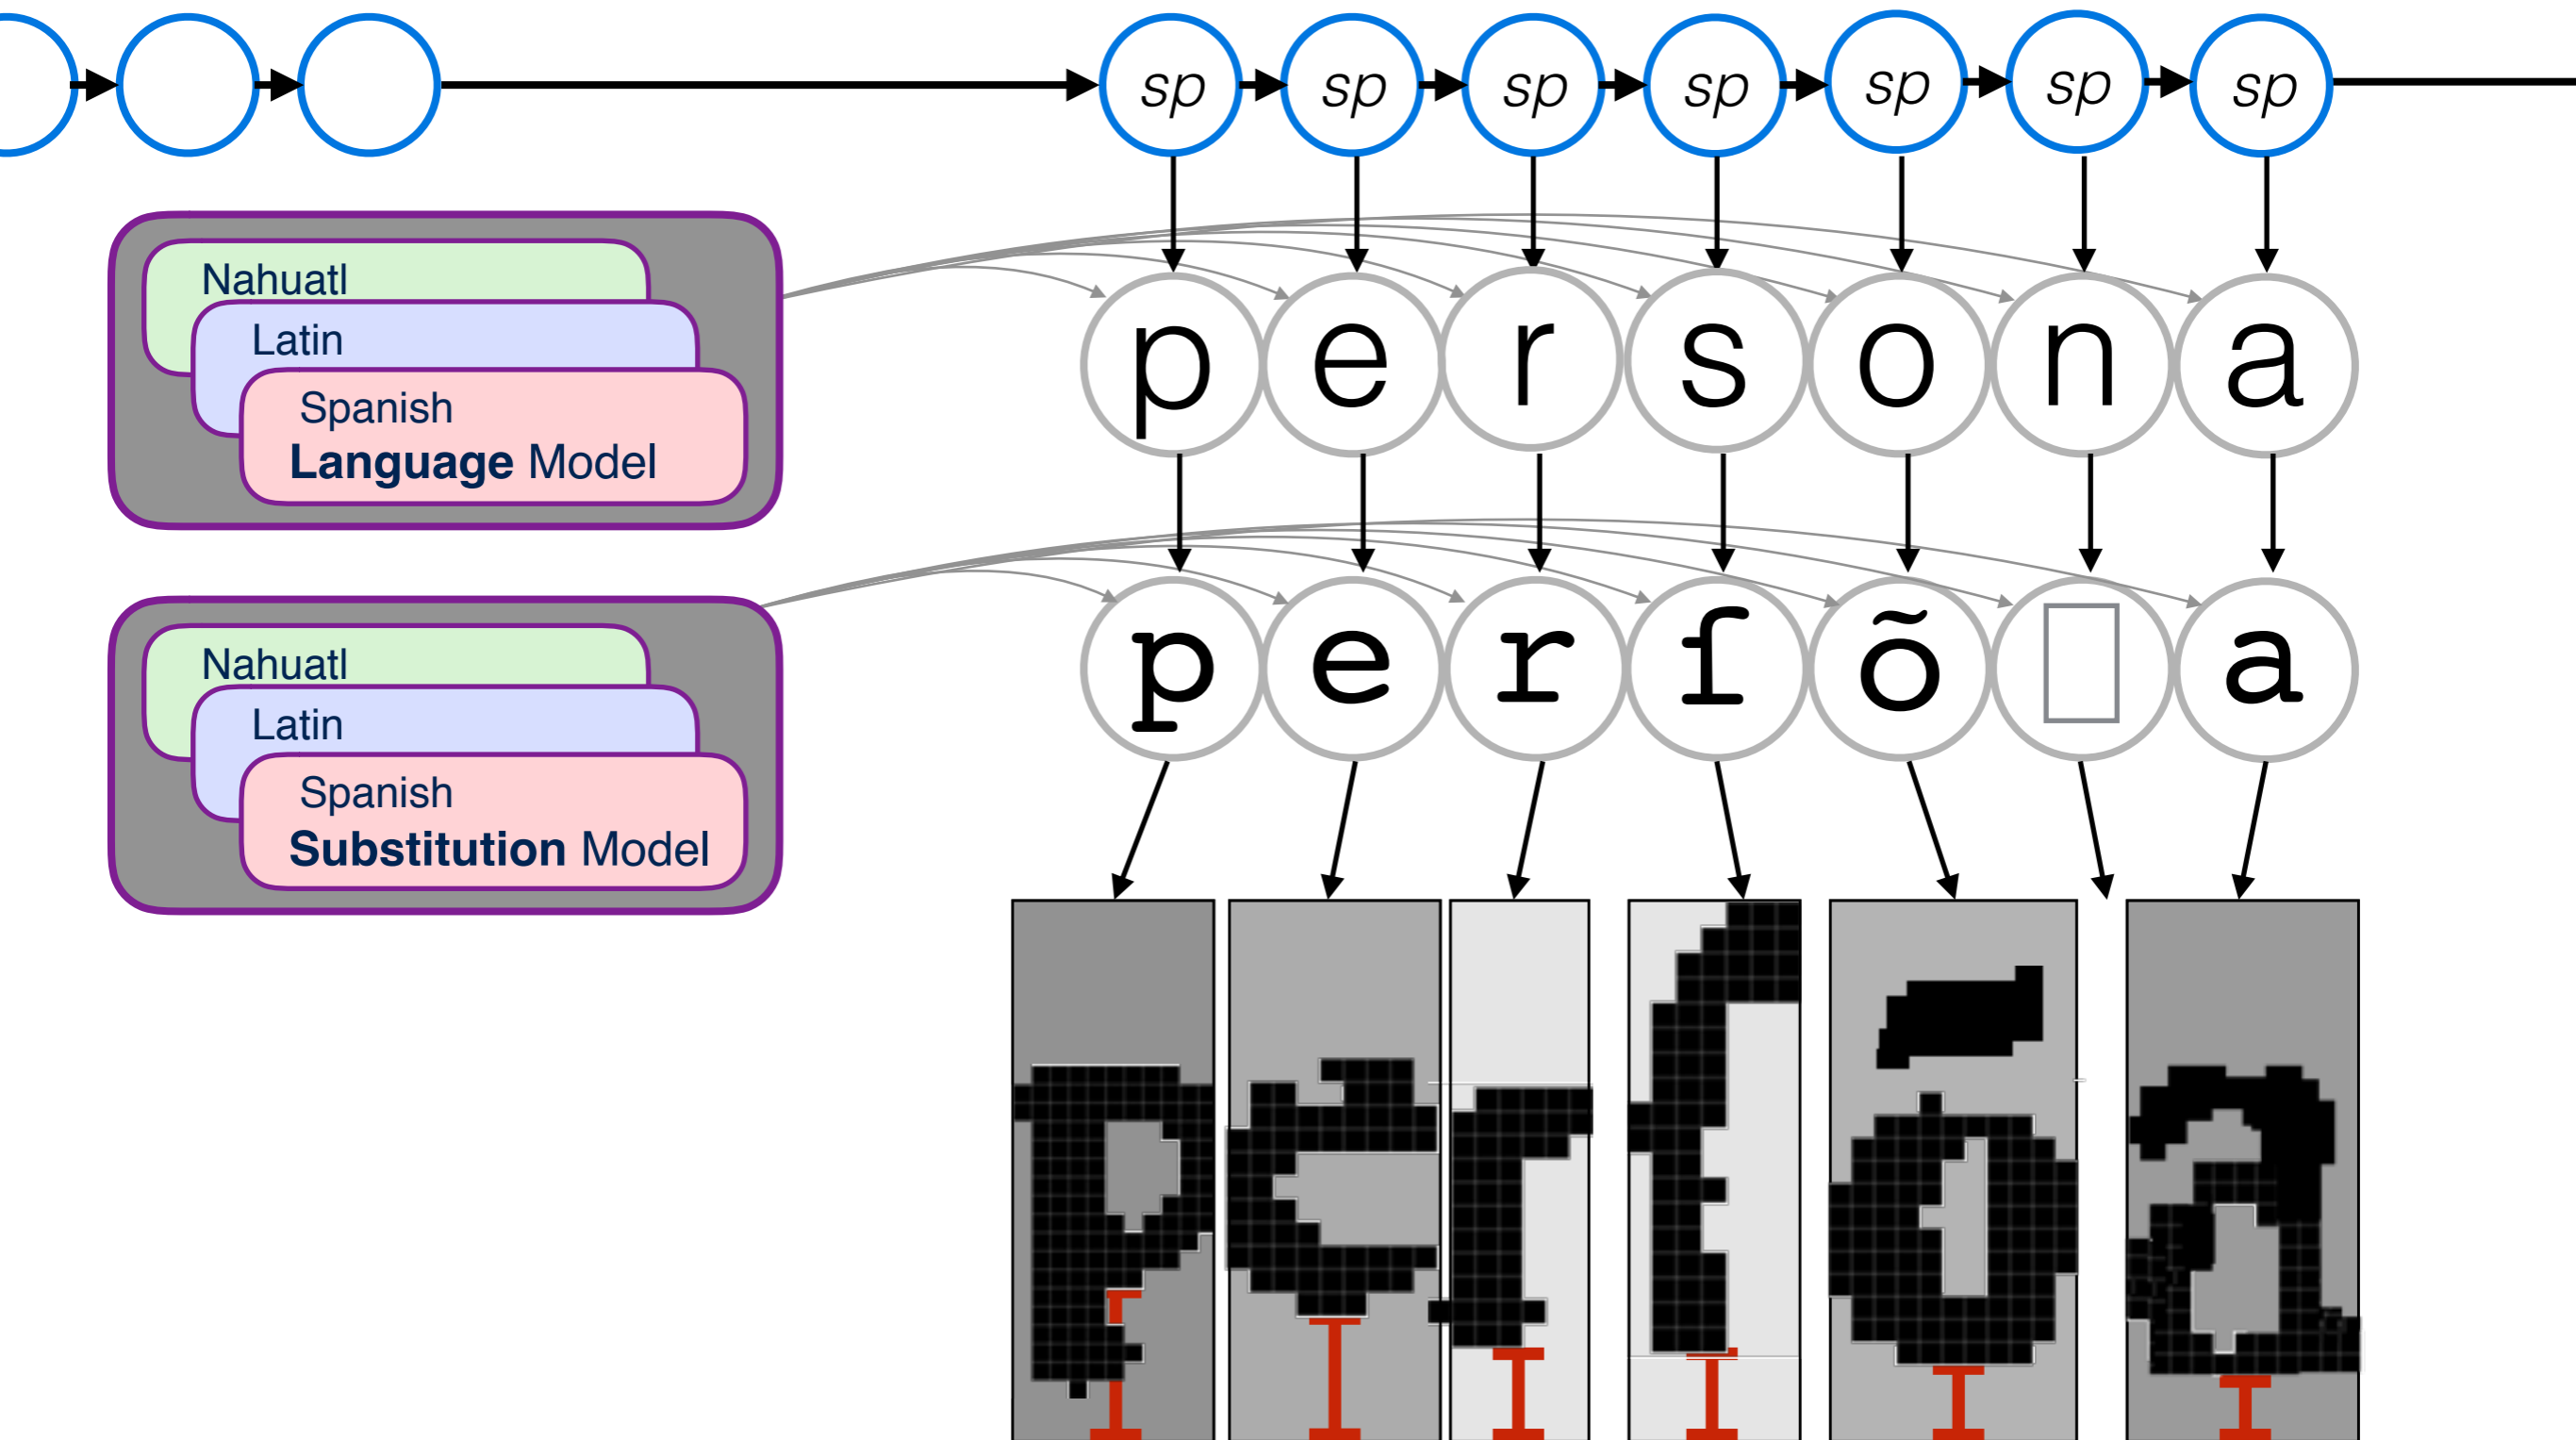 sp sp sp sp sp sp sp
Nahuatl
Latin
Spanish
Language Model
p e r s o n a
Nahuatl
Latin
Spanish
Substitution Model
p e r ſ õ a
p e r ſ õ a